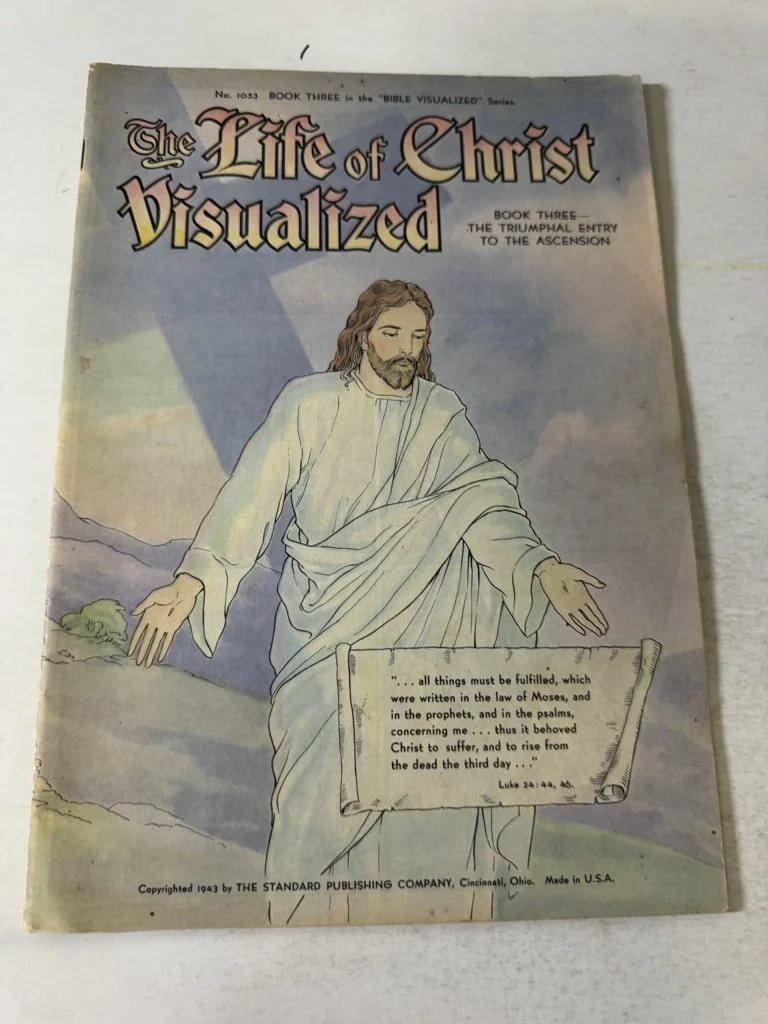 No. 1053 BOOK THREE in the "BIBLE VISUALIZED" Series.
The Life of Christ
Visualized
BOOK THREE—
THE TRIUMPHAL ENTRY
TO THE ASCENSION
". . . all things must be fulfilled, which
were written in the law of Moses, and
in the prophets, and in the psalms,
concerning me . . . thus it behoved
Christ to suffer, and to rise from
the dead the third day . . ."
Luke 24:44, 46.
Copyrighted 1943 by THE STANDARD PUBLISHING COMPANY, Cincinnati, Ohio. Made in U.S.A.